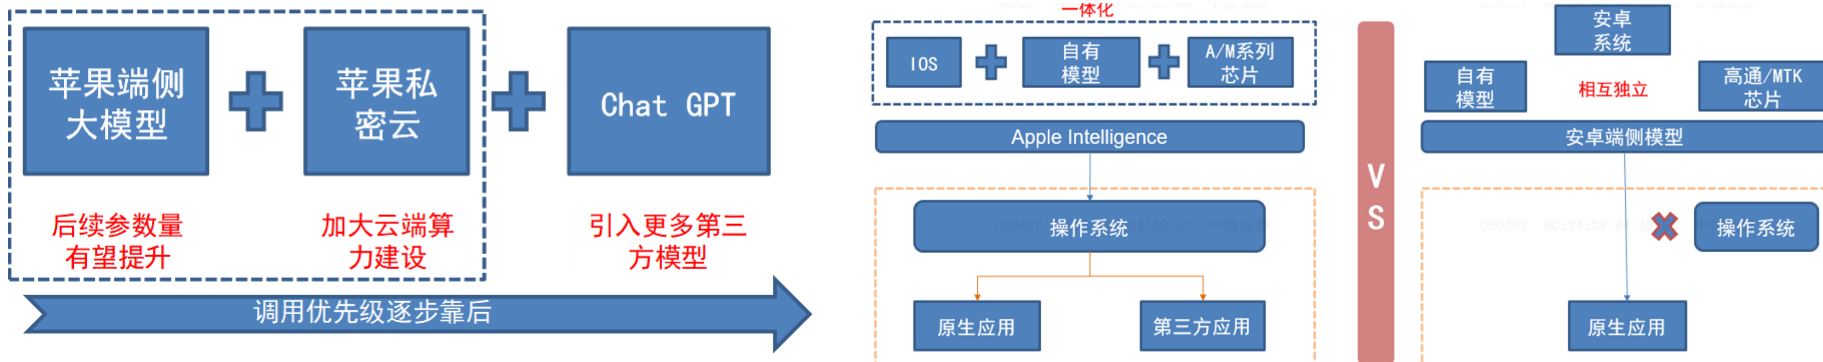 苹果端侧
大模型
苹果私
密云
Chat GPT
后续参数量
有望提升
加大云端算
力建设
引入更多第三
方模型
调用优先级逐步靠后
一体化
IOS
自有
模型
A/M系列
芯片
Apple Intelligence
操作系统
原生应用
第三方应用
VS
安卓
系统
自有
模型
相互独立
高通/MTK
芯片
安卓端侧模型
操作系统
原生应用